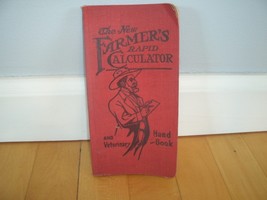 The New
FARMER'S
RAPID
CALCULATOR
AND Hand
Veterinary -Book